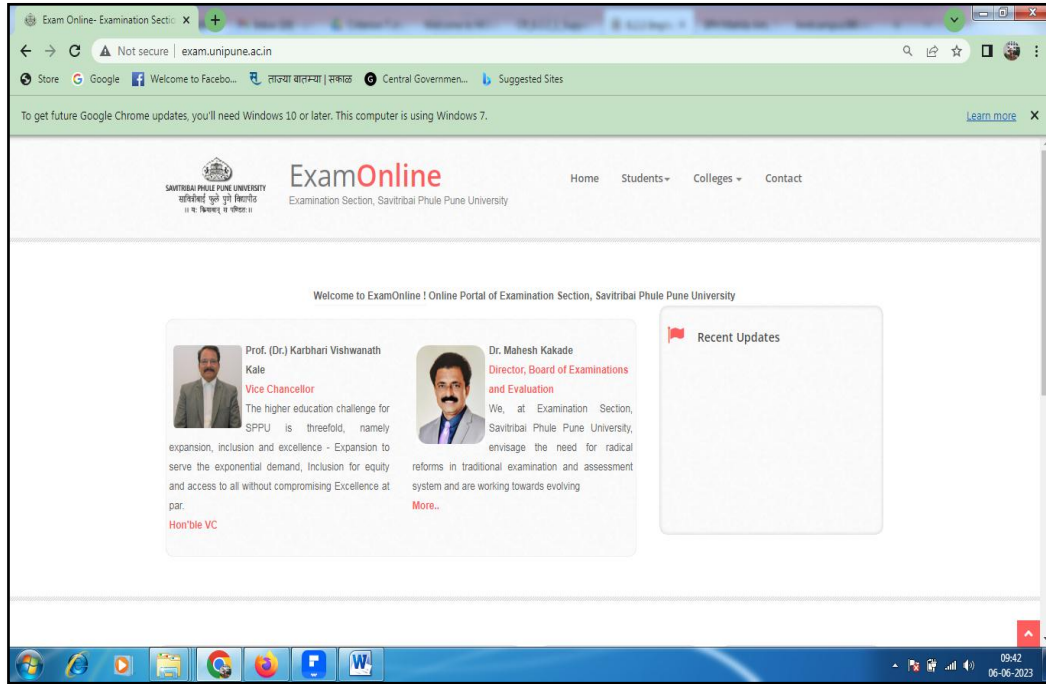 Exam Online- Examination Sectio
Not secure | exam.unipune.ac.in
Store Google Welcome to Facebo... ताज्या बातम्या | सकाळ Central Governmen... Suggested Sites
To get future Google Chrome updates, you'll need Windows 10 or later. This computer is using Windows 7. Learn more
SAVITRIBAI PHULE PUNE UNIVERSITY
सावित्रीबाई फुले पुणे विद्यापीठ
॥ यः क्रियावान् स पण्डितः ॥
ExamOnline
Examination Section, Savitribai Phule Pune University
Home Students Colleges Contact
Welcome to ExamOnline ! Online Portal of Examination Section, Savitribai Phule Pune University
Prof. (Dr.) Karbhari Vishwanath
Kale
Vice Chancellor
The higher education challenge for
SPPU is threefold, namely
expansion, inclusion and excellence - Expansion to
serve the exponential demand, Inclusion for equity
and access to all without compromising Excellence at
par.
Hon'ble VC
Dr. Mahesh Kakade
Director, Board of Examinations
and Evaluation
We, at Examination Section,
Savitribai Phule Pune University,
envisage the need for radical
reforms in traditional examination and assessment
system and are working towards evolving
More..
Recent Updates
09:42
06-06-2023